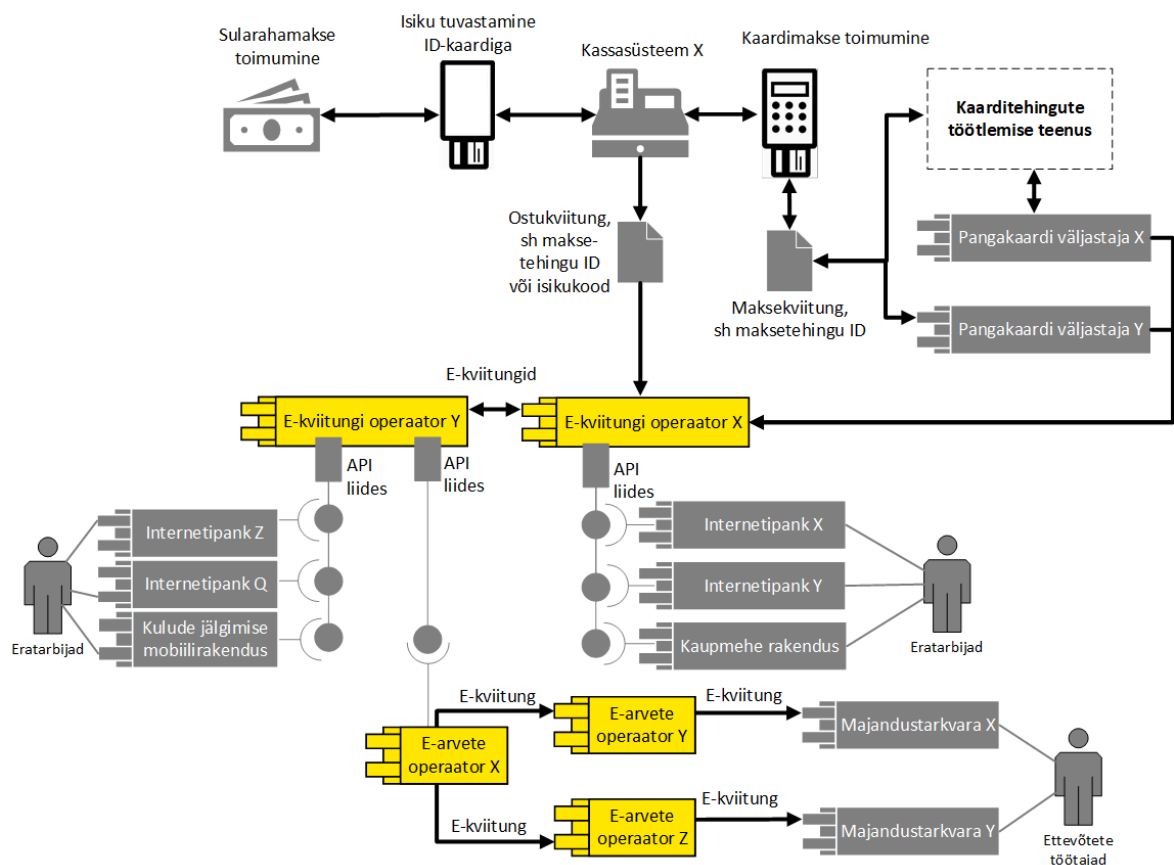 Sularahamakse
toimumine
Isiku tuvastamine
ID-kaardiga
Kassasüsteem X
Kaardimakse toimumine
Kaarditehingute
töötlemise teenus
Ostukviitung,
sh makse-
tehingu ID
või isikukood
Maksekviitung,
sh maksetehingu ID
Pangakaardi väljastaja X
Pangakaardi väljastaja Y
E-kviitungid
E-kviitungi operaator Y
E-kviitungi operaator X
API
liides
API
liides
API
liides
Internetipank Z
Internetipank Q
Kulude jälgimise
mobiilirakendus
Eratarbijad
Internetipank X
Internetipank Y
Kaupmehe rakendus
Eratarbijad
E-kviitung
E-kviitung
E-arvete
operaator X
E-arvete
operaator Y
Majandustarkvara X
E-kviitung
E-kviitung
E-arvete
operaator Z
Majandustarkvara Y
Ettevõtete
töötajad